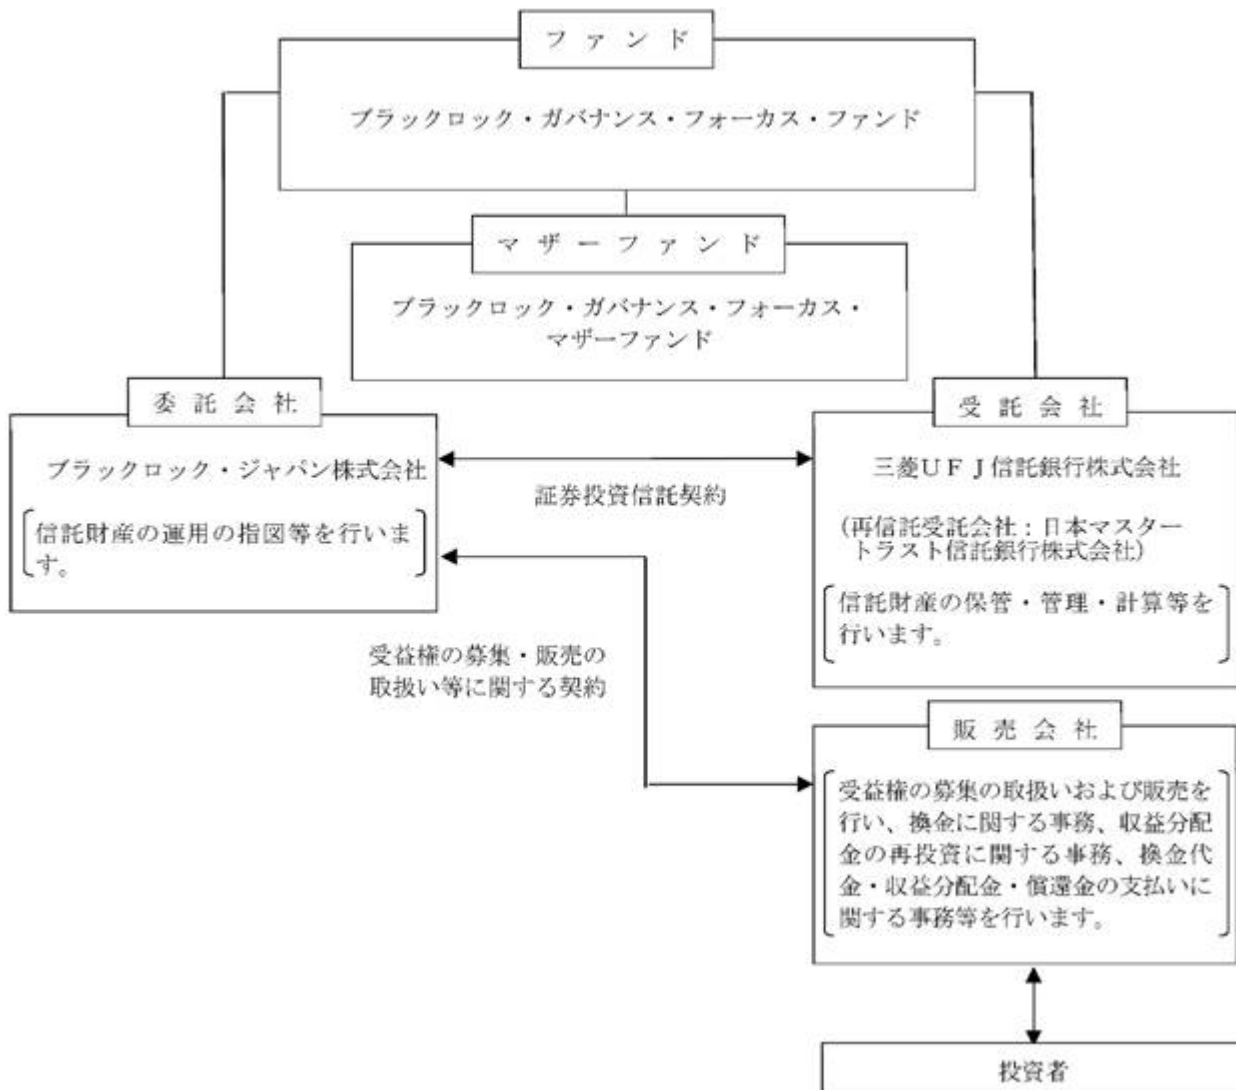 ファンド
ブラックロック・ガバナンス・フォーカス・ファンド
マザーファンド
ブラックロック・ガバナンス・フォーカス・
マザーファンド
委託会社
ブラックロック・ジャパン株式会社
信託財産の運用の指図等を行いま
す。
証券投資信託契約
受託会社
三菱UFJ信託銀行株式会社
(再信託受託会社:日本マスター
トラスト信託銀行株式会社)
信託財産の保管・管理・計算等を
行います。
受益権の募集・販売の
取扱い等に関する契約
販売会社
受益権の募集の取扱いおよび販売を
行い、換金に関する事務、収益分配
金の再投資に関する事務、換金代
金・収益分配金・償還金の支払いに
関する事務等を行います。
投資者